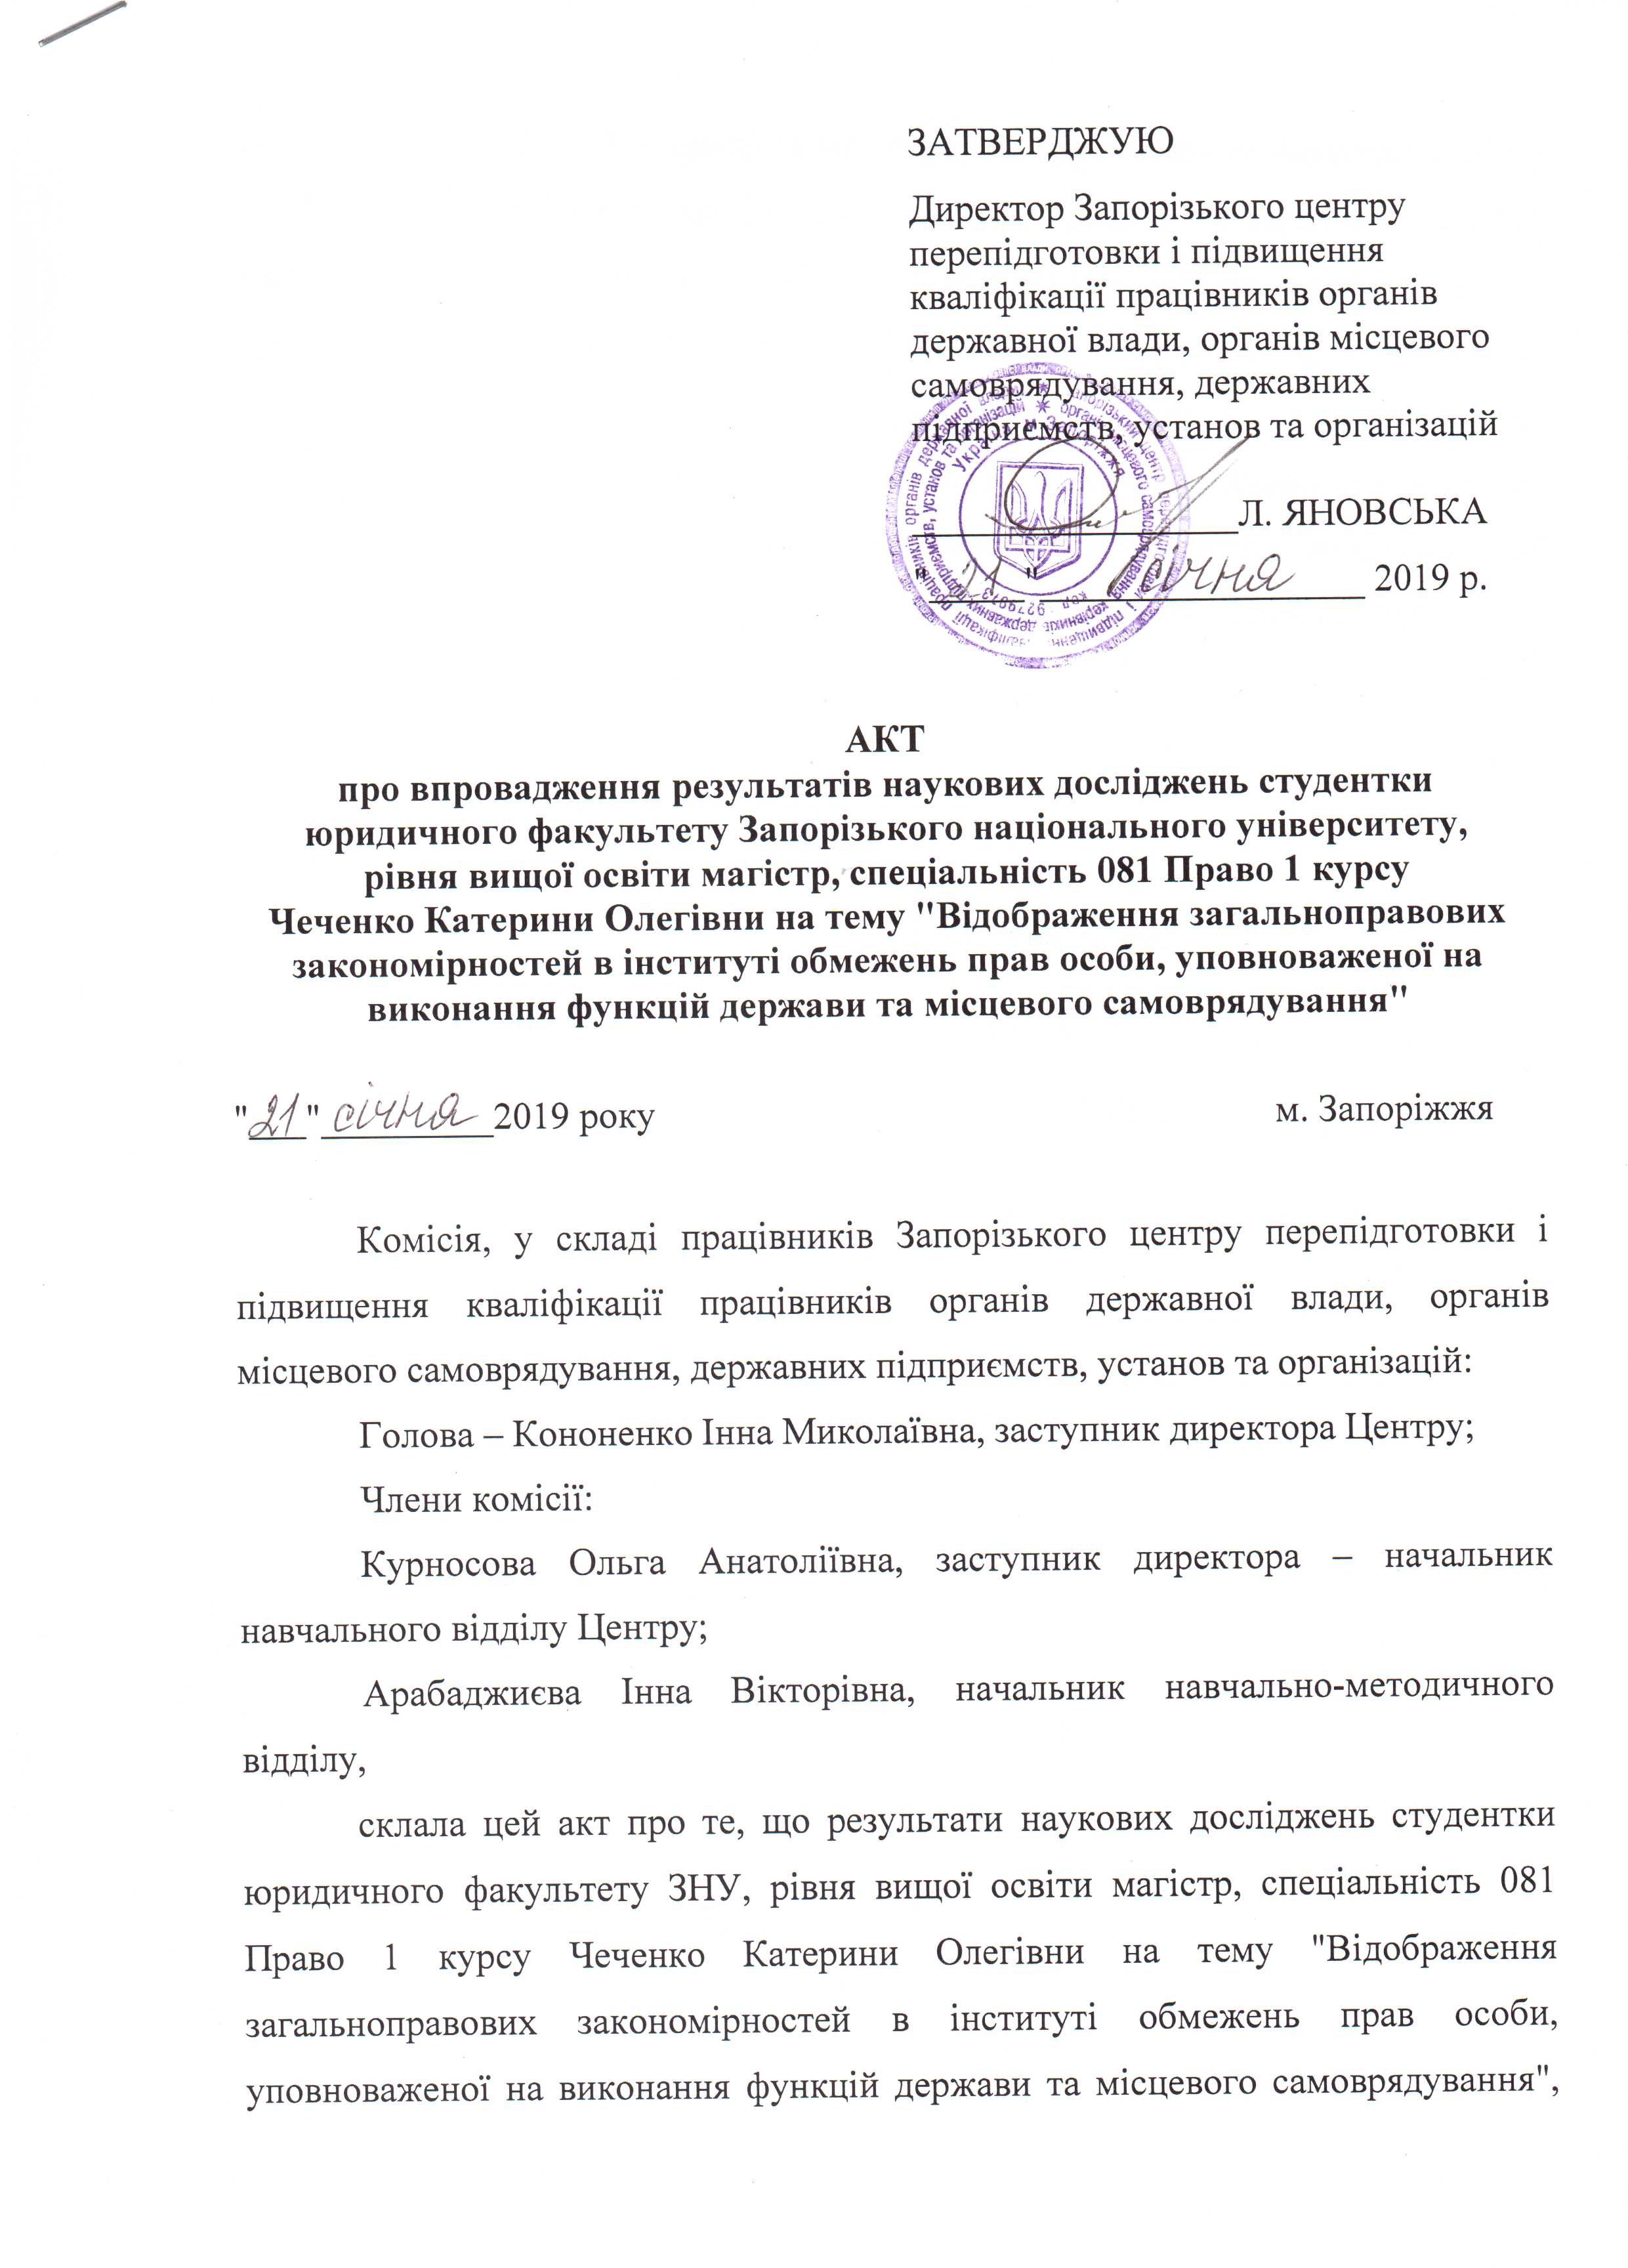 ЗАТВЕРДЖУЮ
Директор Запорізького центру
перепідготовки і підвищення
кваліфікації працівників органів
державної влади, органів місцевого
самоврядування, державних
підприємств, установ та організацій
Л. ЯНОВСЬКА
"21" січня 2019 р.
Україна м Запоріжжя
АКТ
про впровадження результатів наукових досліджень студентки
юридичного факультету Запорізького національного університету,
рівня вищої освіти магістр, спеціальність 081 Право 1 курсу
Чеченко Катерини Олегівни на тему "Відображення загальноправових
закономірностей в інституті обмежень прав особи, уповноваженої на
виконання функцій держави та місцевого самоврядування"
"21" січня 2019 року м. Запоріжжя
Комісія, у складі працівників Запорізького центру перепідготовки і
підвищення кваліфікації працівників органів державної влади, органів
місцевого самоврядування, державних підприємств, установ та організацій:
Голова – Кононенко Інна Миколаївна, заступник директора Центру;
Члени комісії:
Курносова Ольга Анатоліївна, заступник директора – начальник
навчального відділу Центру;
Арабаджиєва Інна Вікторівна, начальник навчально-методичного
відділу,
склала цей акт про те, що результати наукових досліджень студентки
юридичного факультету ЗНУ, рівня вищої освіти магістр, спеціальність 081
Право 1 курсу Чеченко Катерини Олегівни на тему "Відображення
загальноправових закономірностей в інституті обмежень прав особи,
уповноваженої на виконання функцій держави та місцевого самоврядування",